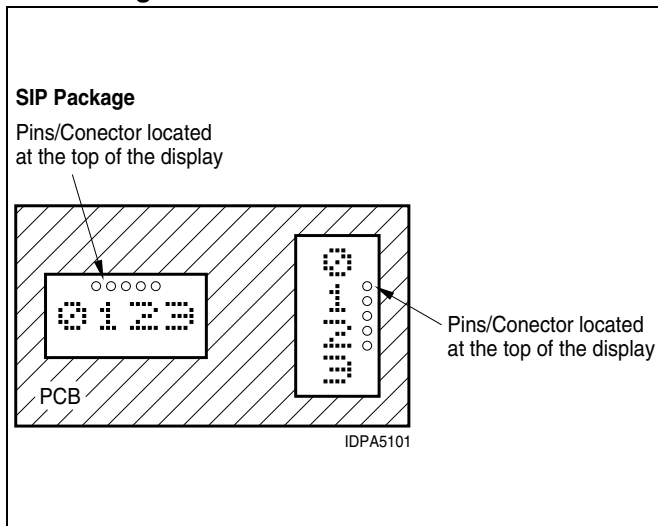 SIP Package
Pins/Conector located
at the top of the display
0123
0123
Pins/Conector located
at the top of the display
PCB
IDPA5101